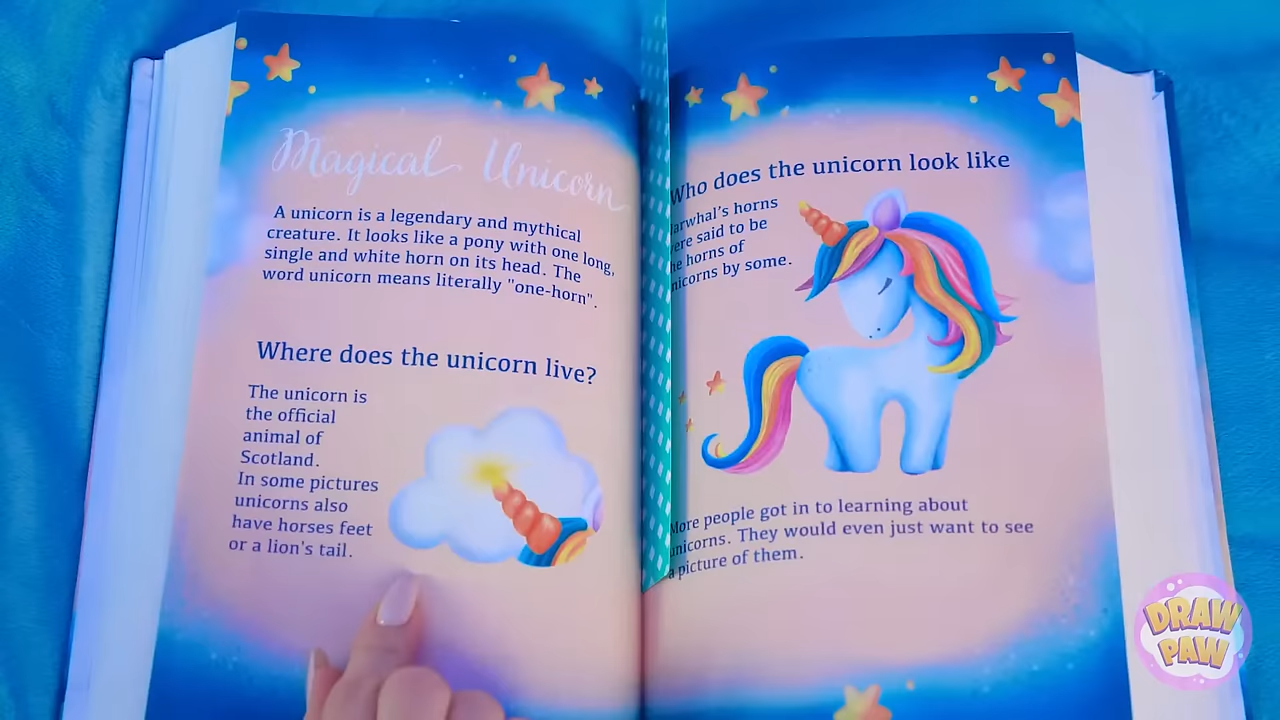 Magical Unicorn
A unicorn is a legendary and mythical
creature. It looks like a pony with one long,
single and white horn on its head. The
word unicorn means literally "one-horn".
Where does the unicorn live?
The unicorn is
the official
animal of
Scotland.
In some pictures
unicorns also
have horses feet
or a lion's tail.
Who does the unicorn look like
arwhal's horns
ere said to be
he horns of
nicorns by some.
More people got in to learning about
unicorns. They would even just want to see
a picture of them.
DRAW
PAW